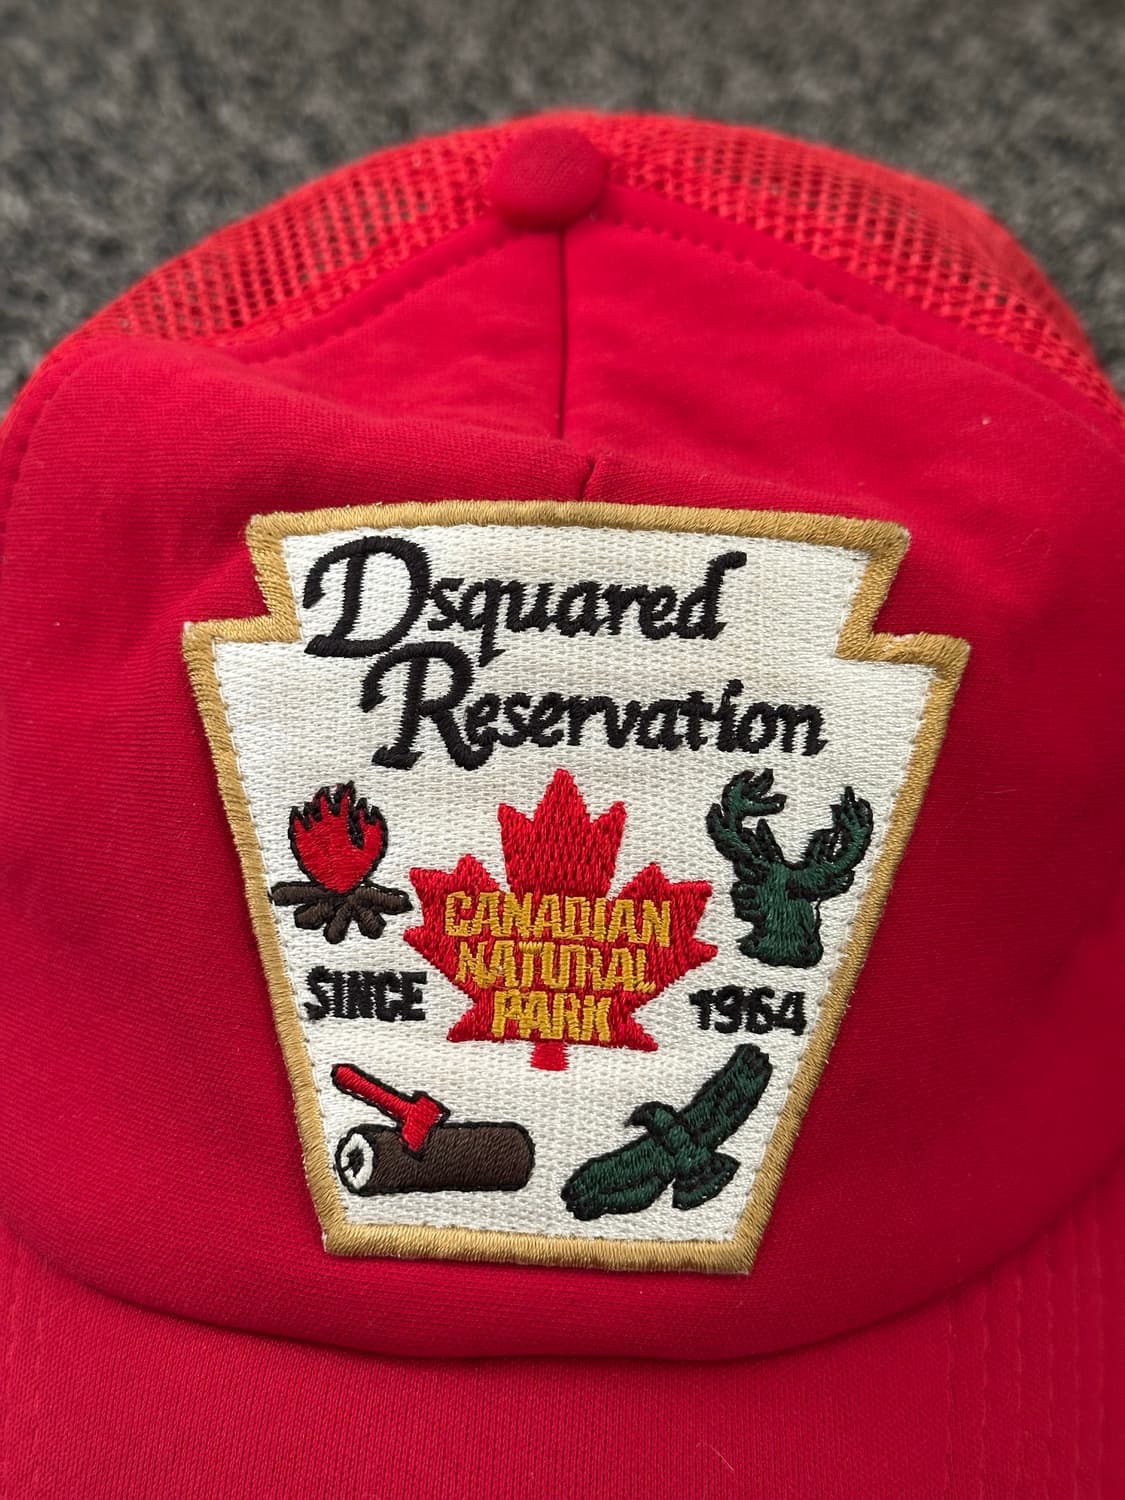 Dsquared
Reservation
CANADIAN
NATURAL
PARK
SINCE 1964